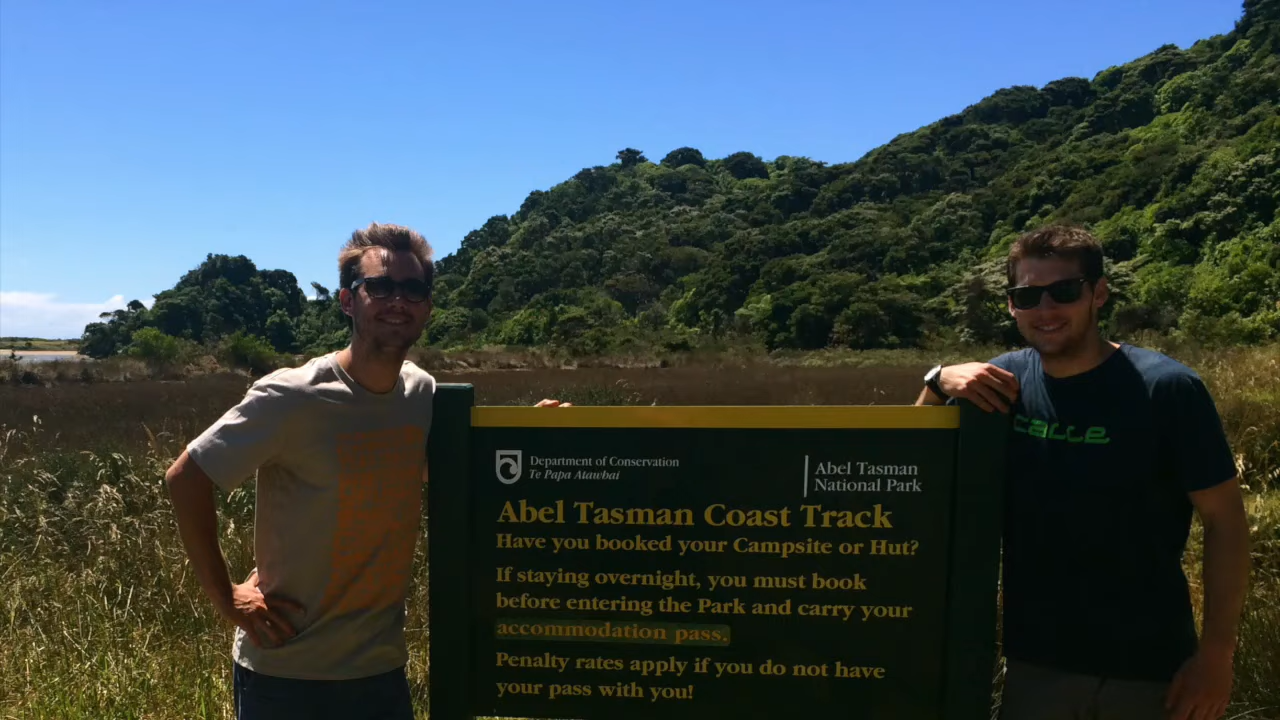 Department of Conservation
Te Papa Atawbai
Abel Tasman
National Park
Abel Tasman Coast Track
Have you booked your Campsite or Hut?
If staying overnight, you must book
before entering the Park and carry your
accommodation pass.
Penalty rates apply if you do not have
your pass with you!